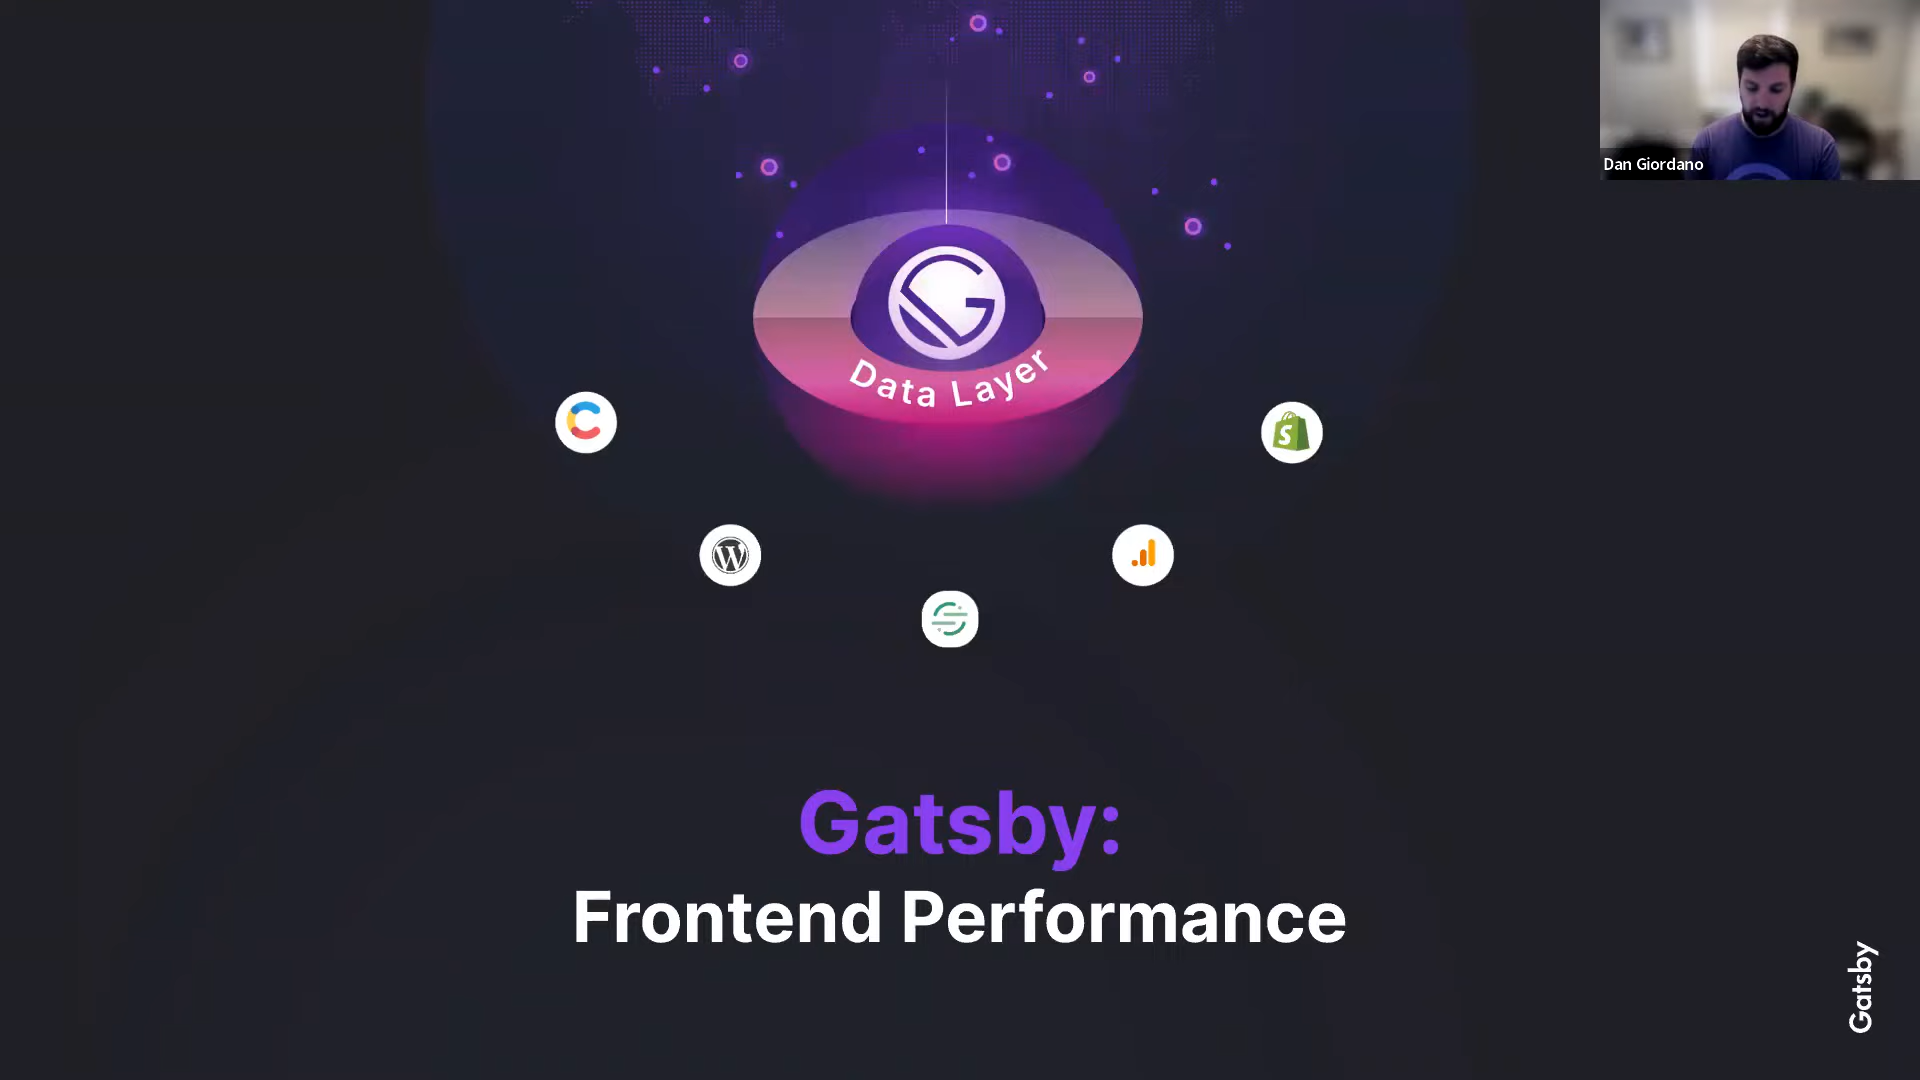 Dan Giordano
Data Layer
Gatsby:
Frontend Performance
Gatsby